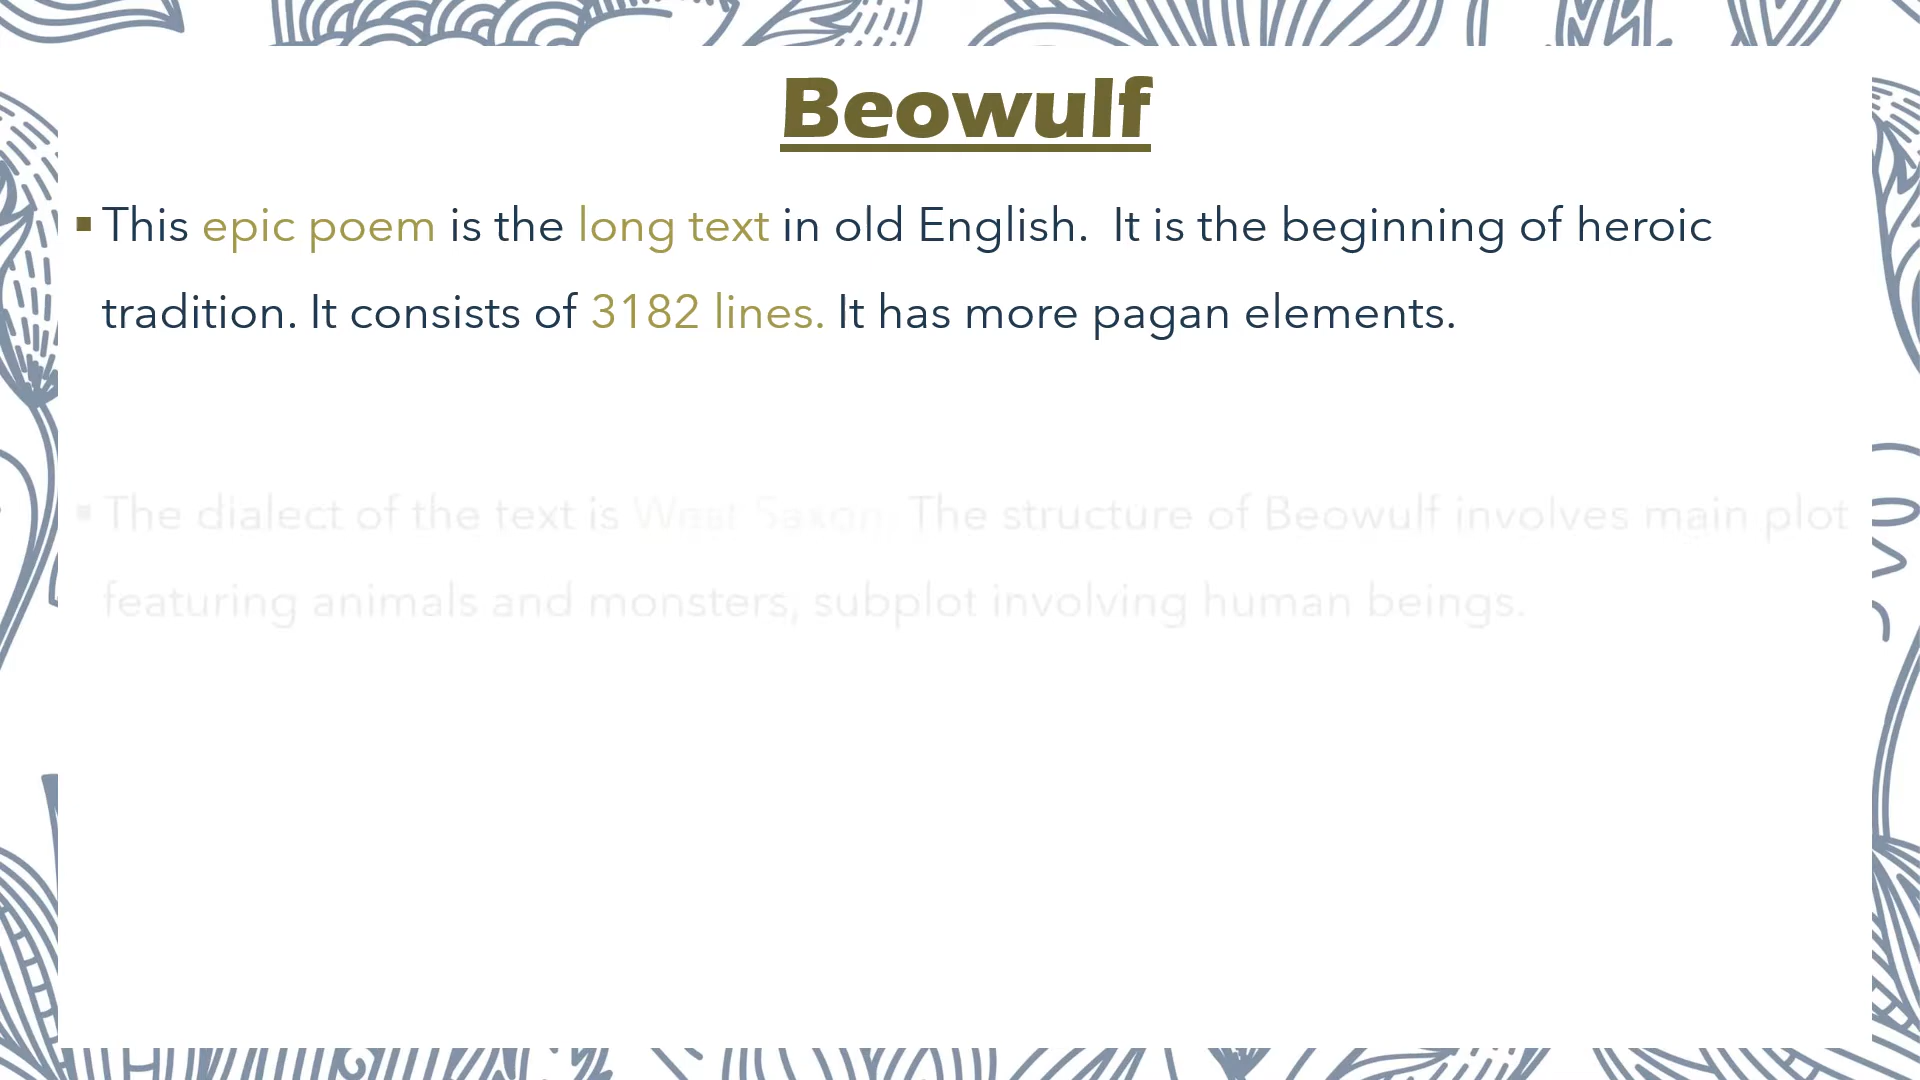 Beowulf
▪ This epic poem is the long text in old English.  It is the beginning of heroic
tradition. It consists of 3182 lines. It has more pagan elements.
▪ The dialect of the text is West Saxon. The structure of Beowulf involves main plot
featuring animals and monsters, subplot involving human beings.